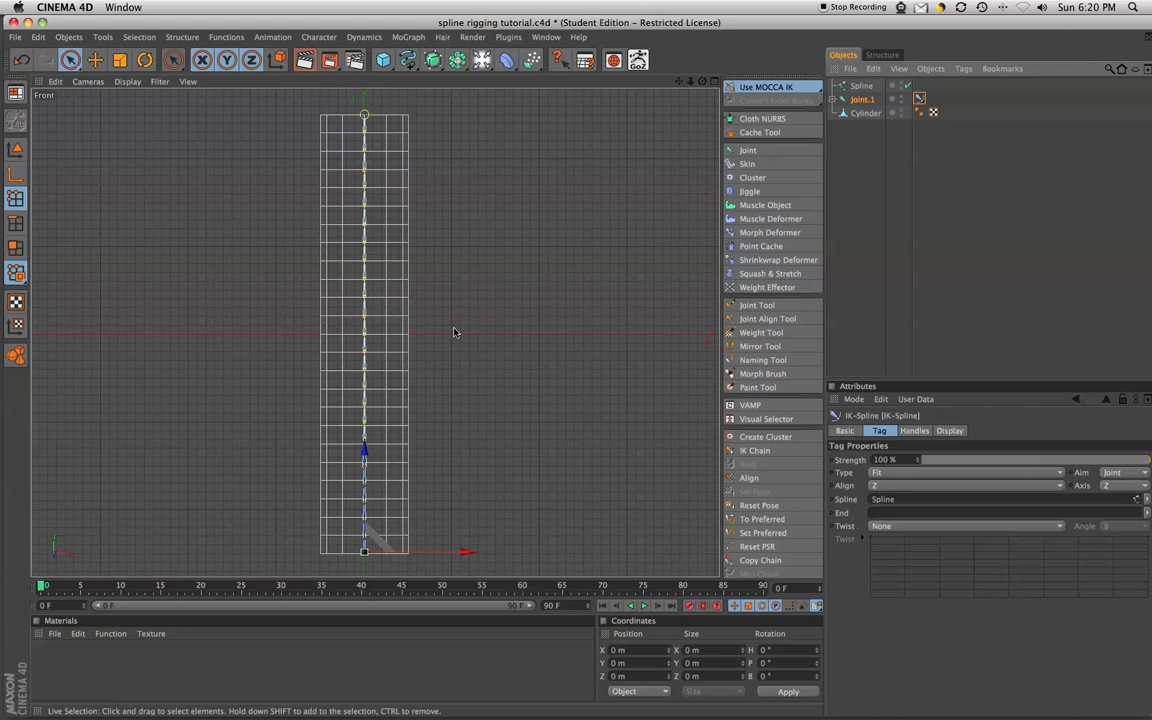 CINEMA 4D Window
Stop Recording Sun 6:20 PM
spline rigging tutorial.c4d * (Student Edition - Restricted License)
File Edit Objects Tools Selection Structure Functions Animation Character Dynamics MoGraph Hair Render Plugins Window Help
X Y Z GoZ
Edit Cameras Display Filter View
Front
Use MOCCA IK
Cloth NURBS
Cache Tool
Joint
Skin
Cluster
Jiggle
Muscle Object
Muscle Deformer
Morph Deformer
Point Cache
Shrinkwrap Deformer
Squash & Stretch
Weight Effector
Joint Tool
Joint Align Tool
Weight Tool
Mirror Tool
Naming Tool
Morph Brush
Paint Tool
VAMP
Visual Selector
Create Cluster
IK Chain
Align
Reset Pose
To Preferred
Set Preferred
Reset PSR
Copy Chain
Objects Structure
File Edit View Objects Tags Bookmarks
Spline
Joint.1
Cylinder
Attributes
Mode Edit User Data
IK-Spline [IK-Spline]
Basic Tag Handles Display
Tag Properties
Strength 100 %
Type Fit Aim Joint
Align Z Axis Z
Spline Spline
End
Twist None Angle B
Twist
0 5 10 15 20 25 30 35 40 45 50 55 60 65 70 75 80 85 90 0 F
0 F 0 F 90 F 90 F
Materials
File Edit Function Texture
Coordinates
Position Size Rotation
X 0 m X 0 m H 0 °
Y 0 m Y 0 m P 0 °
Z 0 m Z 0 m B 0 °
Object Size Apply
MAXON CINEMA 4D
Live Selection: Click and drag to select elements. Hold down SHIFT to add to the selection, CTRL to remove.